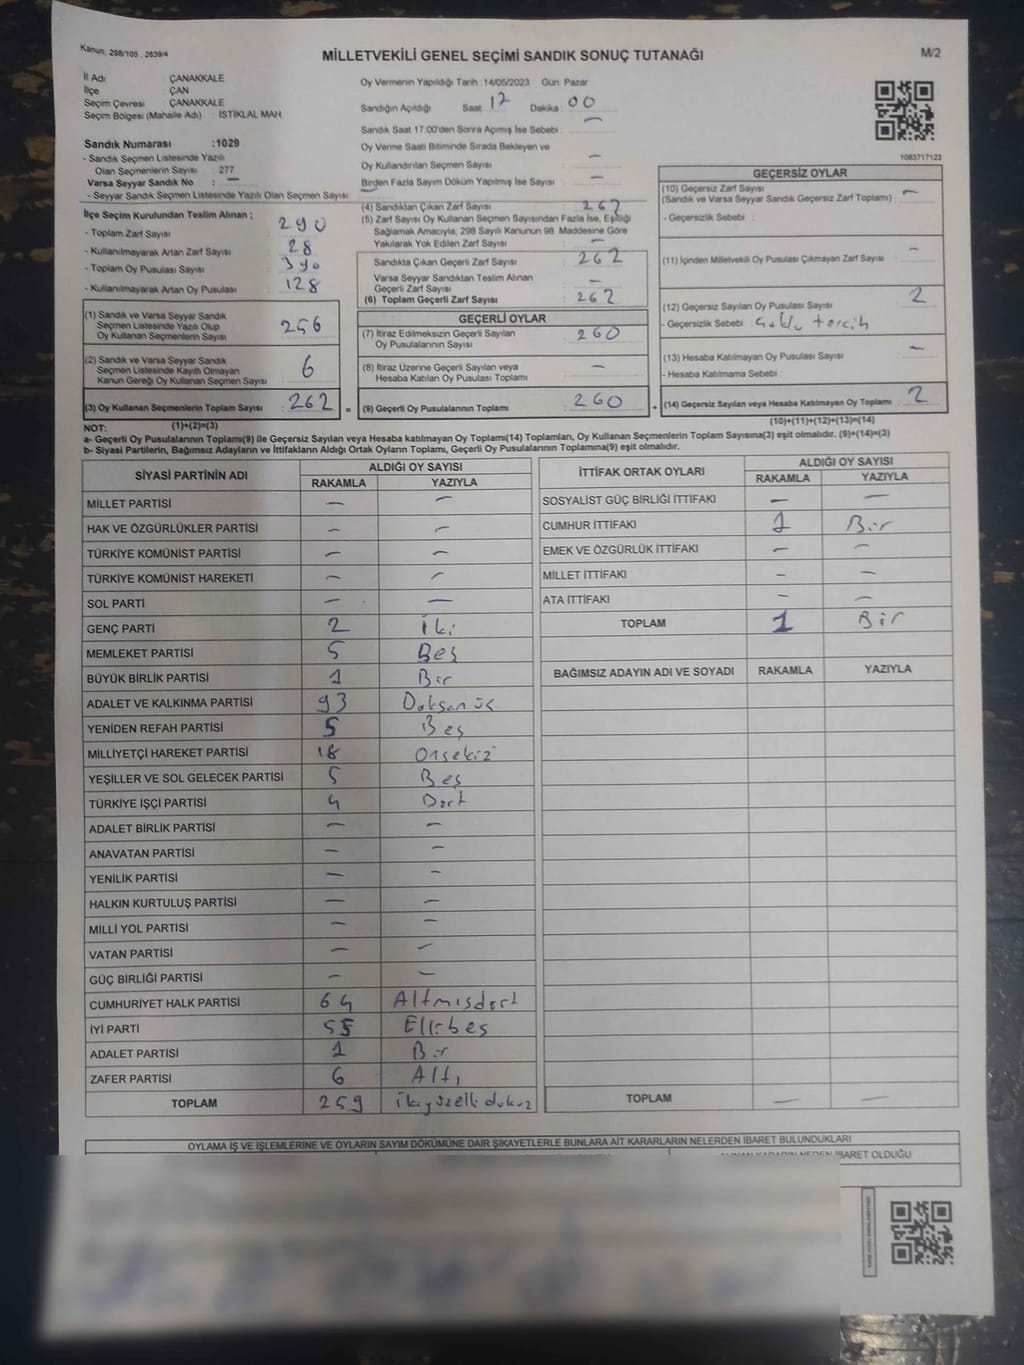 Kanun: 298/105 , 2839/4
MİLLETVEKİLİ GENEL SEÇİMİ SANDIK SONUÇ TUTANAĞI
M/2
İl Adı : ÇANAKKALE
İlçe : ÇAN
Seçim Çevresi : ÇANAKKALE
Seçim Bölgesi (Mahalle Adı) : İSTİKLAL MAH
Sandık Numarası :1029
- Sandık Seçmen Listesinde Yazılı
Olan Seçmenlerin Sayısı : 277
Varsa Seyyar Sandık No : —
- Seyyar Sandık Seçmen Listesinde Yazılı Olan Seçmen Sayısı
İlçe Seçim Kurulundan Teslim Alınan ;
- Toplam Zarf Sayısı : 290
- Kullanılmayarak Artan Zarf Sayısı : 28
- Toplam Oy Pusulası Sayısı : 390
- Kullanılmayarak Artan Oy Pusulası : 128
(1) Sandık ve Varsa Seyyar Sandık
Seçmen Listesinde Yazılı Olup
Oy Kullanan Seçmenlerin Sayısı : 256
(2) Sandık ve Varsa Seyyar Sandık
Seçmen Listesinde Kayıtlı Olmayan
Kanun Gereği Oy Kullanan Seçmen Sayısı : 6
(3) Oy Kullanan Seçmenlerin Toplam Sayısı : 262
Oy Vermenin Yapıldığı Tarih : 14/05/2023 Gün: Pazar
Sandığın Açıldığı Saat : 17 Dakika : 00
Sandık Saat 17:00'den Sonra Açımış İse Sebebi : —
Oy Verme Saati Bitiminde Sırada Bekleyen ve
Oy Kullandırılan Seçmen Sayısı : —
Birden Fazla Sayım Döküm Yapılmış İse Sayısı : —
(4) Sandıktan Çıkan Zarf Sayısı : 262
(5) Zarf Sayısı Oy Kullanan Seçmen Sayısından Fazla İse, Eşitliği
Sağlamak Amacıyla; 298 Sayılı Kanunun 98. Maddesine Göre
Yakılarak Yok Edilen Zarf Sayısı : —
Sandıkta Çıkan Geçerli Zarf Sayısı : 262
Varsa Seyyar Sandıktan Teslim Alınan
Geçerli Zarf Sayısı : —
(6) Toplam Geçerli Zarf Sayısı : 262
GEÇERLİ OYLAR
(7) İtiraz Edilmeksizin Geçerli Sayılan
Oy Pusulalarının Sayısı : 260
(8) İtiraz Üzerine Geçerli Sayılan veya
Hesaba Katılan Oy Pusulası Toplamı : —
= (9) Geçerli Oy Pusulalarının Toplamı : 260
1083717123
GEÇERSİZ OYLAR
(10) Geçersiz Zarf Sayısı : —
(Sandık ve Varsa Seyyar Sandık Geçersiz Zarf Toplamı)
- Geçersizlik Sebebi :
(11) İçinden Milletvekili Oy Pusulası Çıkmayan Zarf Sayısı : —
(12) Geçersiz Sayılan Oy Pusulası Sayısı : 2
- Geçersizlik Sebebi : Çoklu tercih
(13) Hesaba Katılmayan Oy Pusulası Sayısı : —
- Hesaba Katılmama Sebebi :
+ (14) Geçersiz Sayılan veya Hesaba Katılmayan Oy Toplamı : 2
NOT: (1)+(2)=(3) (10)+(11)+(12)+(13)=(14)
a- Geçerli Oy Pusulalarının Toplamı(9) ile Geçersiz Sayılan veya Hesaba katılmayan Oy Toplamı(14) Toplamları, Oy Kullanan Seçmenlerin Toplam Sayısına(3) eşit olmalıdır. (9)+(14)=(3)
b- Siyasi Partilerin, Bağımsız Adayların ve İttifakların Aldığı Ortak Oyların Toplamı, Geçerli Oy Pusulalarının Toplamına(9) eşit olmalıdır.
SİYASİ PARTİNİN ADI ALDIĞI OY SAYISI
RAKAMLA YAZIYLA
MİLLET PARTİSİ — —
HAK VE ÖZGÜRLÜKLER PARTİSİ — —
TÜRKİYE KOMÜNİST PARTİSİ — —
TÜRKİYE KOMÜNİST HAREKETİ — —
SOL PARTİ — —
GENÇ PARTİ 2 İki
MEMLEKET PARTİSİ 5 Beş
BÜYÜK BİRLİK PARTİSİ 1 Bir
ADALET VE KALKINMA PARTİSİ 93 Doksan üç
YENİDEN REFAH PARTİSİ 5 Beş
MİLLİYETÇİ HAREKET PARTİSİ 18 Onsekiz
YEŞİLLER VE SOL GELECEK PARTİSİ 5 Beş
TÜRKİYE İŞÇİ PARTİSİ 4 Dört
ADALET BİRLİK PARTİSİ — —
ANAVATAN PARTİSİ — —
YENİLİK PARTİSİ — —
HALKIN KURTULUŞ PARTİSİ — —
MİLLİ YOL PARTİSİ — —
VATAN PARTİSİ — —
GÜÇ BİRLİĞİ PARTİSİ — —
CUMHURİYET HALK PARTİSİ 64 Altmışdört
İYİ PARTİ 55 Ellibeş
ADALET PARTİSİ 1 Bir
ZAFER PARTİSİ 6 Altı
TOPLAM 259 ikiyüzelli dokuz
İTTİFAK ORTAK OYLARI ALDIĞI OY SAYISI
RAKAMLA YAZIYLA
SOSYALİST GÜÇ BİRLİĞİ İTTİFAKI — —
CUMHUR İTTİFAKI 1 Bir
EMEK VE ÖZGÜRLÜK İTTİFAKI — —
MİLLET İTTİFAKI — —
ATA İTTİFAKI — —
TOPLAM 1 Bir
BAĞIMSIZ ADAYIN ADI VE SOYADI RAKAMLA YAZIYLA
TOPLAM — —
OYLAMA İŞ VE İŞLEMLERİNE VE OYLARIN SAYIM DÖKÜMÜNE DAİR ŞİKAYETLERLE BUNLARA AİT KARARLARIN NELERDEN İBARET BULUNDUKLARI
İBARET OLDUĞU